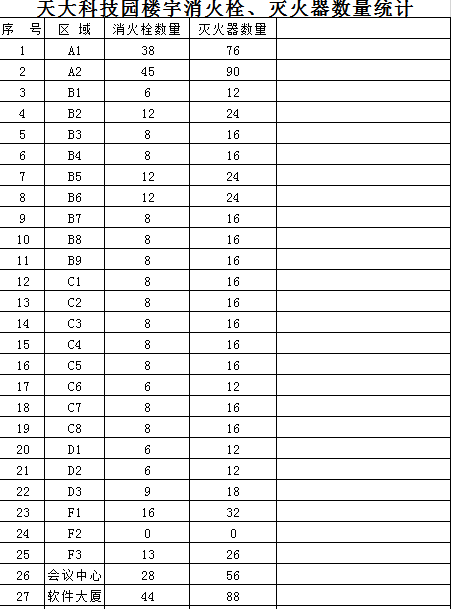 天大科技园楼宇消火栓、灭火器数量统计
序 号 区 域 消火栓数量 灭火器数量
1 A1 38 76
2 A2 45 90
3 B1 6 12
4 B2 12 24
5 B3 8 16
6 B4 8 16
7 B5 12 24
8 B6 12 24
9 B7 8 16
10 B8 8 16
11 B9 8 16
12 C1 8 16
13 C2 8 16
14 C3 8 16
15 C4 8 16
16 C5 8 16
17 C6 6 12
18 C7 8 16
19 C8 8 16
20 D1 6 12
21 D2 6 12
22 D3 9 18
23 F1 16 32
24 F2 0 0
25 F3 13 26
26 会议中心 28 56
27 软件大厦 44 88